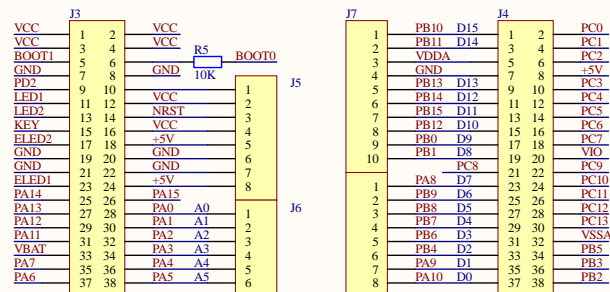 J3 J7 J4
VCC 1 2 VCC 1 PB10 D15 1 2 PC0
VCC 3 4 VCC R5 2 PB11 D14 3 4 PC1
BOOT1 5 6 10K BOOT0 3 VDDA 5 6 PC2
GND 7 8 GND J5 4 GND 7 8 +5V
PD2 9 10 1 5 PB13 D13 9 10 PC3
LED1 11 12 VCC 2 6 PB14 D12 11 12 PC4
LED2 13 14 NRST 3 7 PB15 D11 13 14 PC5
KEY 15 16 VCC 4 8 PB12 D10 15 16 PC6
ELED2 17 18 +5V 5 9 PB0 D9 17 18 PC7
GND 19 20 GND 6 10 PB1 D8 19 20 VIO
GND 21 22 GND 7 PC8 21 22 PC9
ELED1 23 24 +5V 8 1 PA8 D7 23 24 PC10
PA14 25 26 PA15 J6 2 PB9 D6 25 26 PC11
PA13 27 28 PA0 A0 1 3 PB8 D5 27 28 PC12
PA12 29 30 PA1 A1 2 4 PB7 D4 29 30 PC13
PA11 31 32 PA2 A2 3 5 PB6 D3 31 32 VSSA
VBAT 33 34 PA3 A3 4 6 PB4 D2 33 34 PB5
PA7 35 36 PA4 A4 5 7 PA9 D1 35 36 PB3
PA6 37 38 PA5 A5 6 8 PA10 D0 37 38 PB2